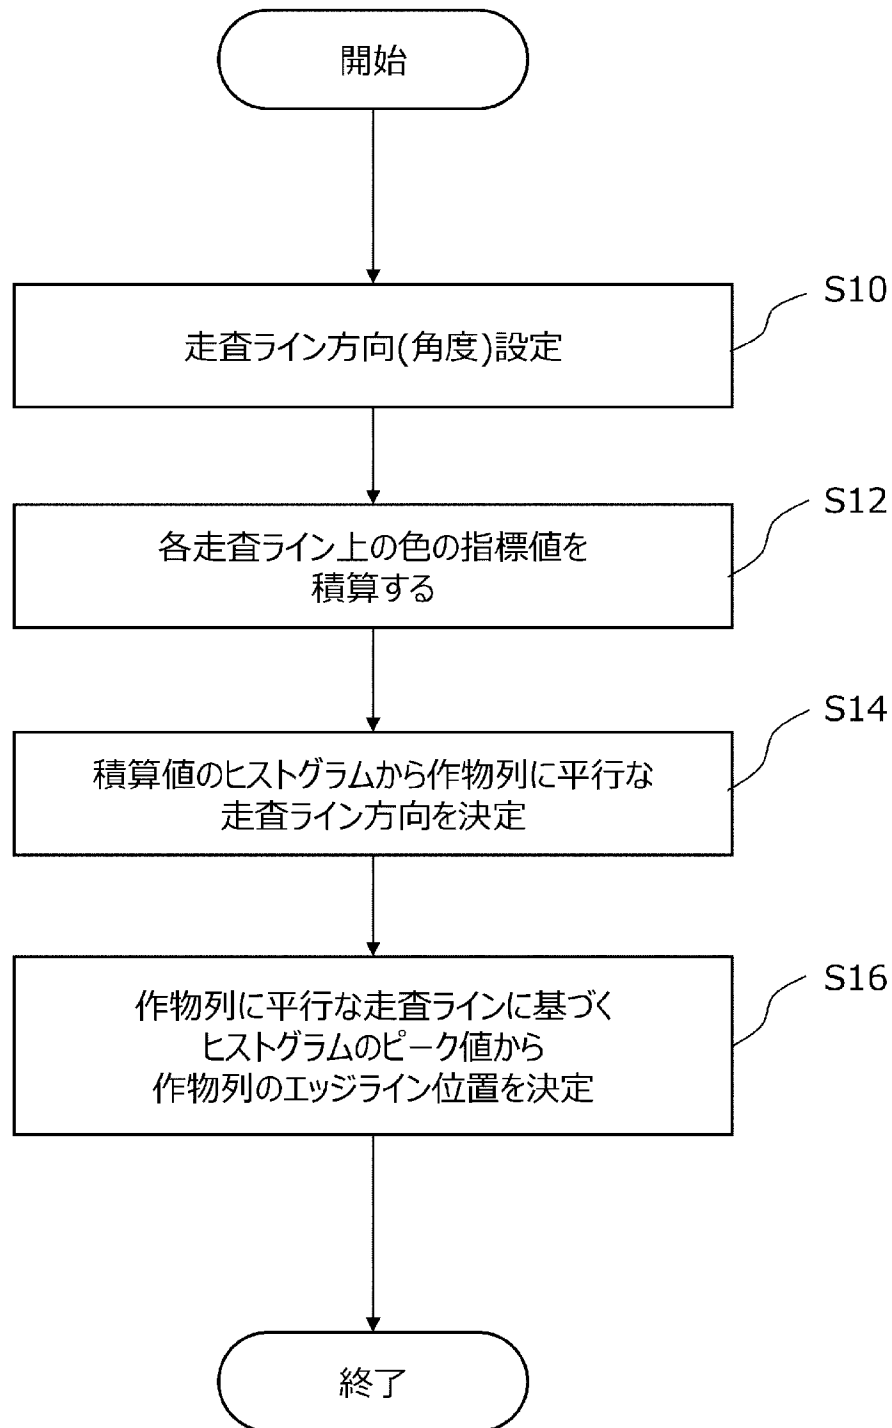 開始
S10
走査ライン方向(角度)設定
S12
各走査ライン上の色の指標値を
積算する
S14
積算値のヒストグラムから作物列に平行な
走査ライン方向を決定
S16
作物列に平行な走査ラインに基づく
ヒストグラムのピーク値から
作物列のエッジライン位置を決定
終了